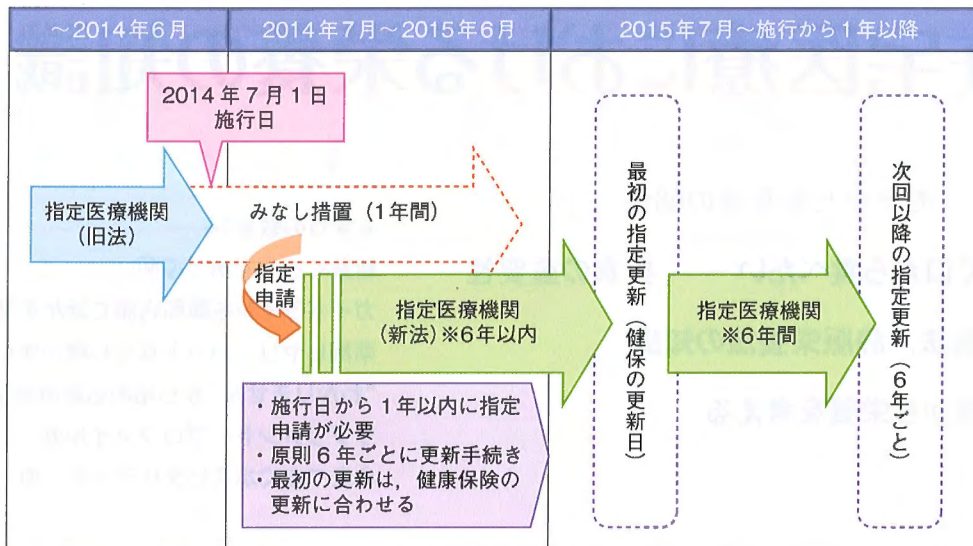 ～2014年6月
2014年7月～2015年6月
2015年7月～施行から1年以降
2014年7月1日
施行日
指定医療機関
（旧法）
みなし措置（1年間）
指定
申請
指定医療機関
（新法）※6年以内
最初の指定更新（健保の更新日）
指定医療機関
※6年間
次回以降の指定更新（6年ごと）
・施行日から1年以内に指定
申請が必要
・原則6年ごとに更新手続き
・最初の更新は，健康保険の
更新に合わせる